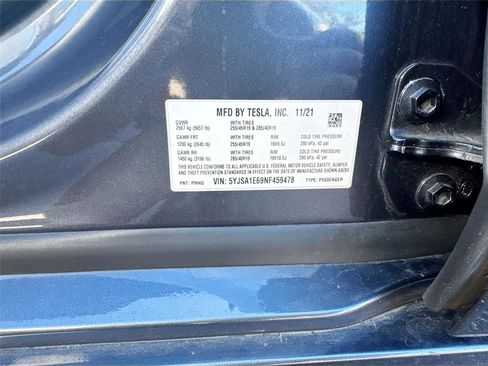 MFD BY TESLA, INC. 11/21
GVWR WITH TIRES
2567 kg (5657 lb) 255/45R19 & 285/40R19
GAWR FRT WITH TIRES RIM COLD TIRE PRESSURE
1200 kg (2645 lb) 255/45R19 19X9.5J 290 kPa, 42 psi
GAWR RR WITH TIRES RIM COLD TIRE PRESSURE
1450 kg (3196 lb) 285/40R19 19X10.5J 290 kPa, 42 psi
THIS VEHICLE CONFORMS TO ALL APPLICABLE U.S. FEDERAL MOTOR VEHICLE SAFETY, BUMPER
AND THEFT PREVENTION STANDARDS IN EFFECT ON THE DATE OF MANUFACTURE SHOWN ABOVE.
PNT: PMNG VIN: 5YJSA1E69NF459478 TYPE: PASSENGER